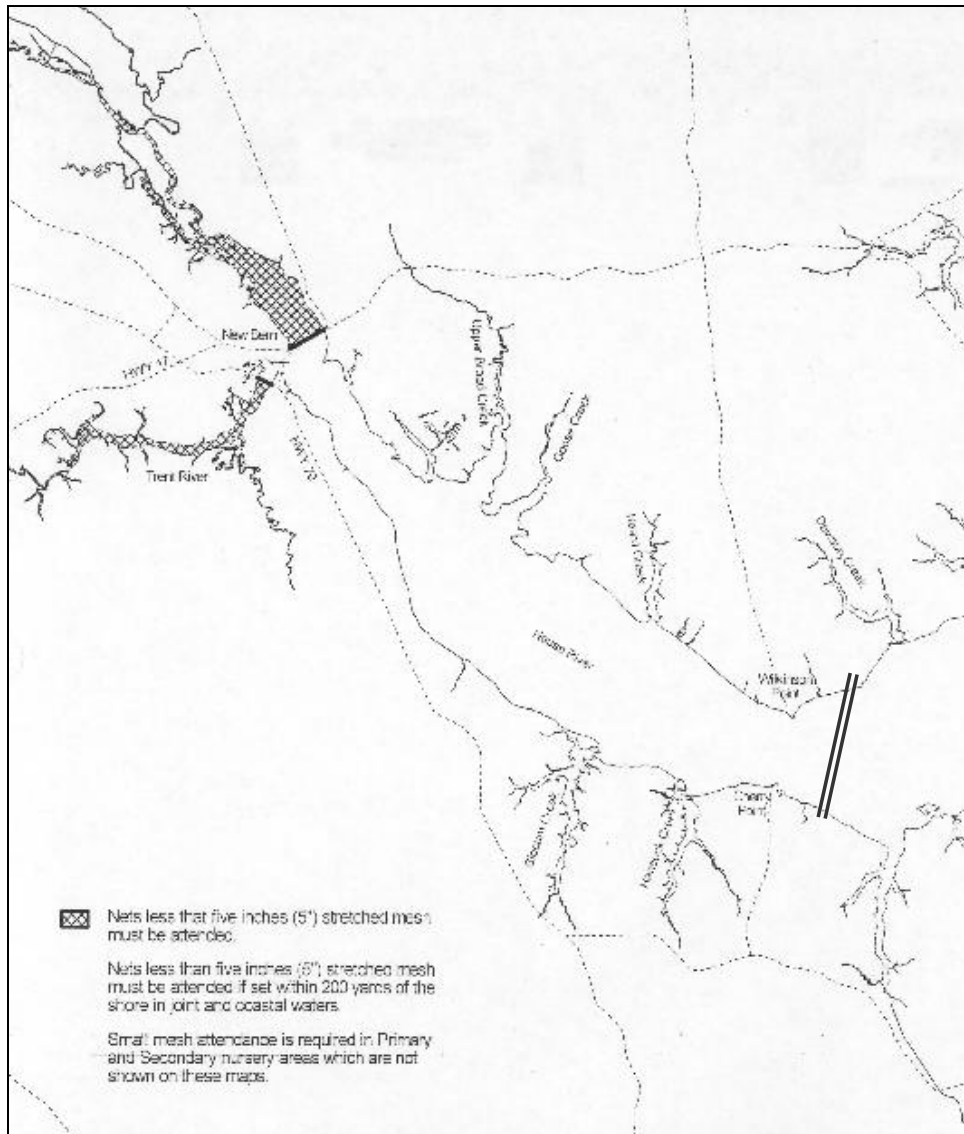 New Bern
HWY 17
Trent River
HWY 70
Upper Broad Creek
Goose Creek
Wilkinson
Point
Cherry
Point
Nets less that five inches (5") stretched mesh
must be attended.
Nets less than five inches (5") stretched mesh
must be attended if set within 200 yards of the
shore in joint and coastal waters
Small mesh attendance is required in Primary
and Secondary nursery areas which are not
shown on these maps.